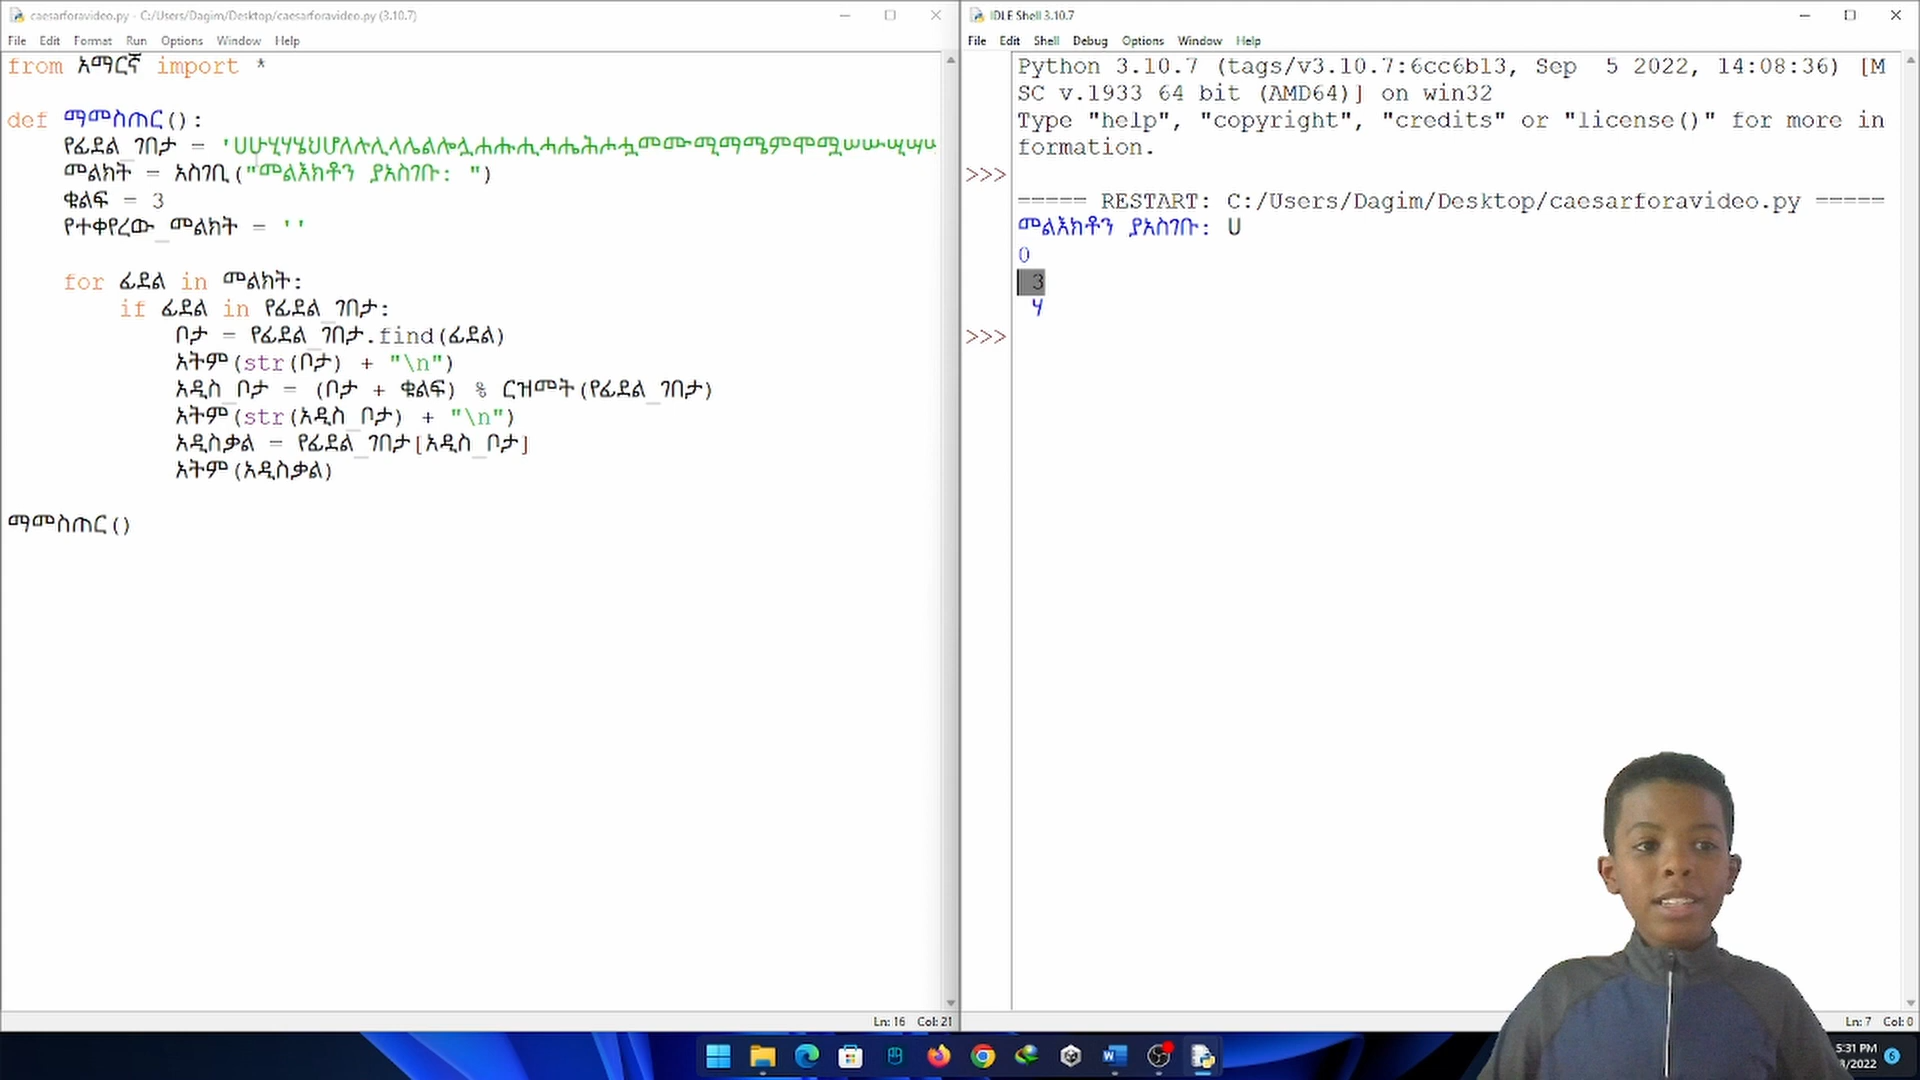 caesarforavideo.py - C:/Users/Dagim/Desktop/caesarforavideo.py (3.10.7)
File Edit Format Run Options Window Help
from አማርኛ import *
def ማመስጠር():
የፊደል_ገበታ = 'ሀሁሂሃሄህሆለሉሊላሌልሎሏሐሑሒሓሔሕሖሗመሙሚማሜምሞሟሠሡሢሣ
መልክት = አስገቢ("መልእክቶን ያአስገቡ: ")
ቁልፍ = 3
የተቀየረው_መልክት = ''
for ፊደል in መልክት:
if ፊደል in የፊደል_ገበታ:
ቦታ = የፊደል_ገበታ.find(ፊደል)
አትም(str(ቦታ) + "\n")
አዲስ_ቦታ = (ቦታ + ቁልፍ) % ርዝመት(የፊደል_ገበታ)
አትም(str(አዲስ_ቦታ) + "\n")
አዲስቃል = የፊደል_ገበታ[አዲስ_ቦታ]
አትም(አዲስቃል)
ማመስጠር()
Ln: 16 Col: 21
IDLE Shell 3.10.7
File Edit Shell Debug Options Window Help
Python 3.10.7 (tags/v3.10.7:6cc6b13, Sep 5 2022, 14:08:36) [M
SC v.1933 64 bit (AMD64)] on win32
Type "help", "copyright", "credits" or "license()" for more in
formation.
>>>
===== RESTART: C:/Users/Dagim/Desktop/caesarforavideo.py =====
መልእክቶን ያአስገቡ: ሀ
0
3
ሃ
>>>
Ln: 7 Col: 0
5:31 PM
/2022
6